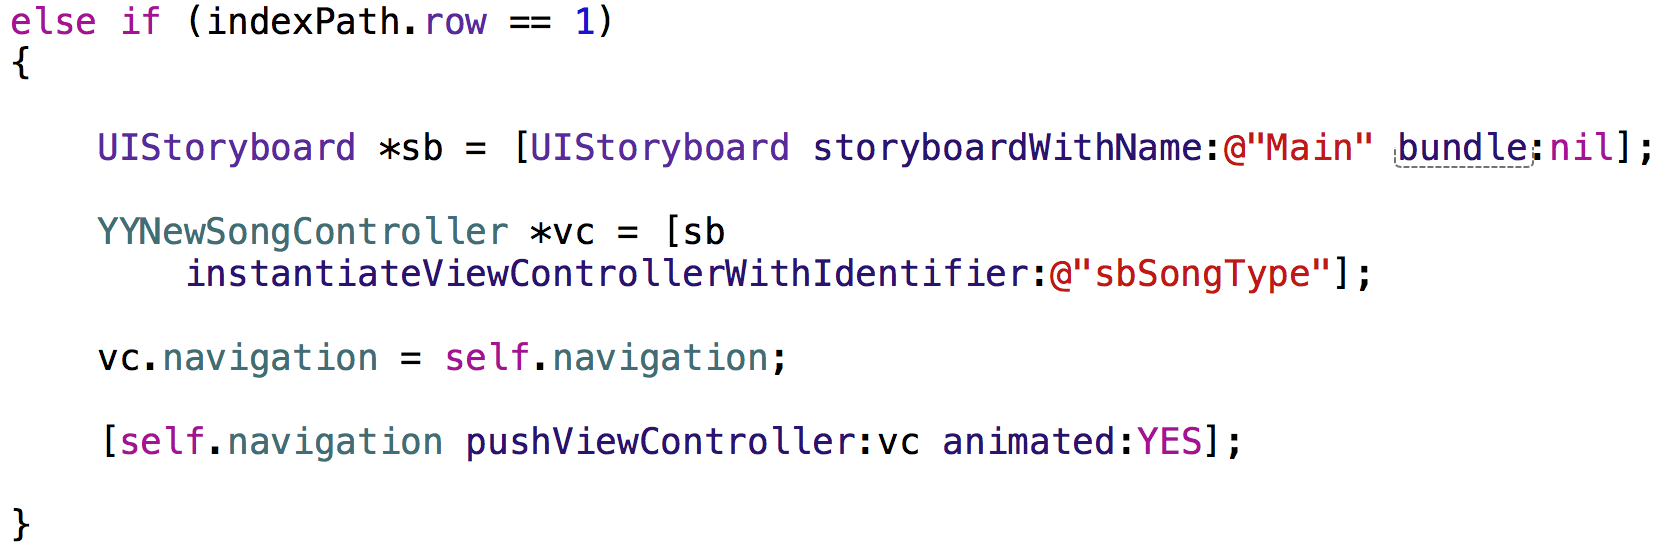 else if (indexPath.row == 1)
{
UIStoryboard *sb = [UIStoryboard storyboardWithName:@"Main" bundle:nil];
YYNewSongController *vc = [sb
instantiateViewControllerWithIdentifier:@"sbSongType"];
vc.navigation = self.navigation;
[self.navigation pushViewController:vc animated:YES];
}